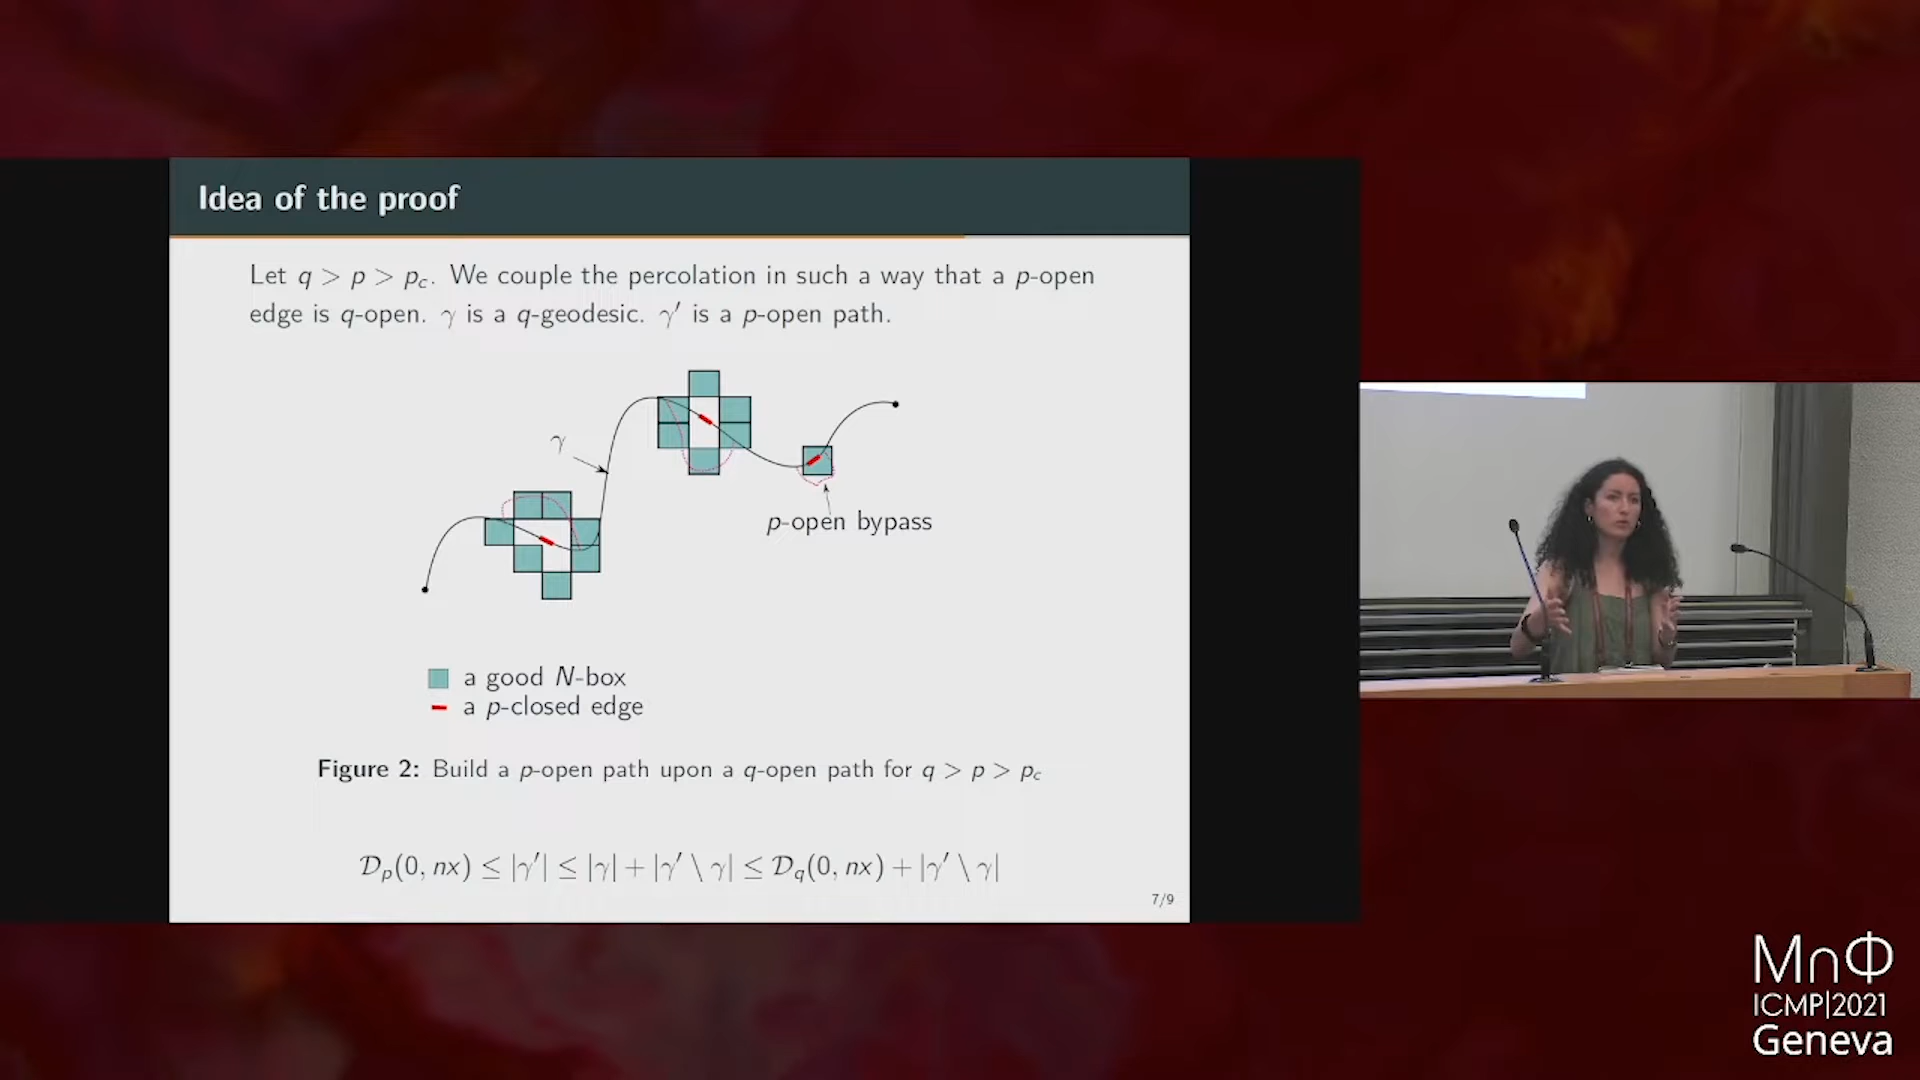 Idea of the proof
Let q > p > p_c. We couple the percolation in such a way that a p-open
edge is q-open. γ is a q-geodesic. γ′ is a p-open path.
γ
p-open bypass
a good N-box
a p-closed edge
Figure 2: Build a p-open path upon a q-open path for q > p > p_c
𝒟_p(0, nx) ≤ |γ′| ≤ |γ| + |γ′ \ γ| ≤ 𝒟_q(0, nx) + |γ′ \ γ|
7/9
M∩Φ
ICMP|2021
Geneva